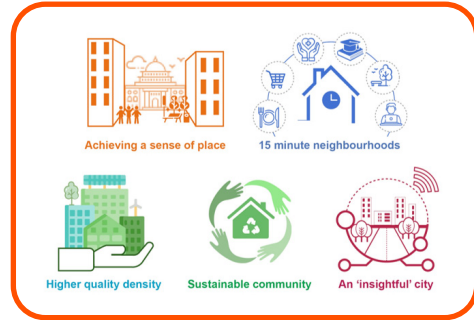 Achieving a sense of place
15 minute neighbourhoods
Higher quality density
Sustainable community
An ‘insightful’ city